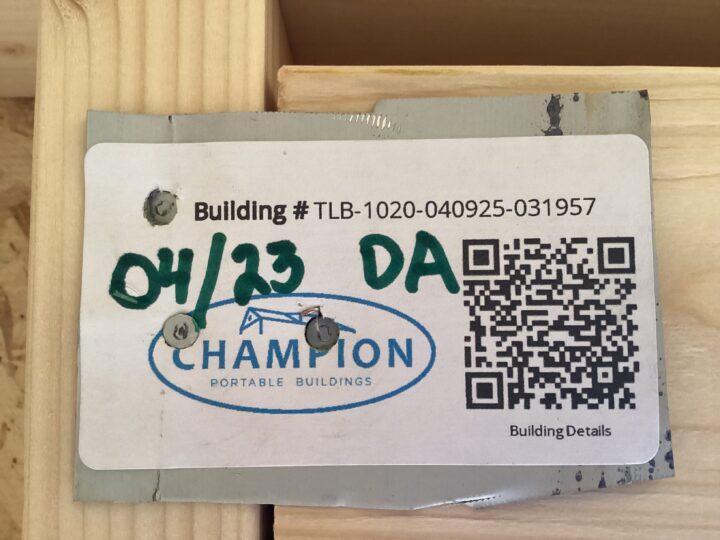 Building # TLB-1020-040925-031957
04/23 DA
CHAMPION
PORTABLE BUILDINGS
Building Details